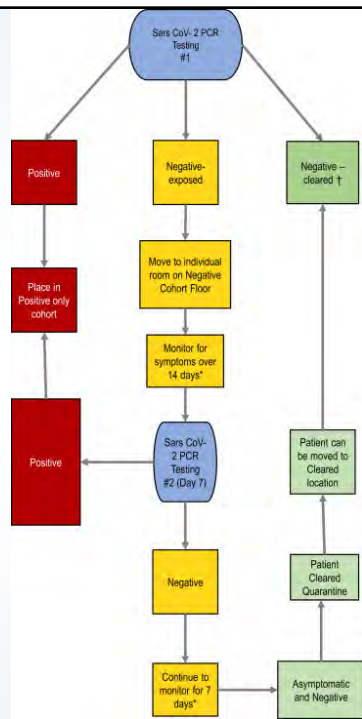 Sars CoV- 2 PCR
Testing
#1
Positive
Negative-
exposed
Negative –
cleared †
Place in
Positive only
cohort
Move to individual
room on Negative
Cohort Floor
Monitor for
symptoms over
14 days*
Positive
Sars CoV-
2 PCR
Testing
#2 (Day 7)
Patient can
be moved to
Cleared
location
Negative
Patient
Cleared
Quarantine
Continue to
monitor for 7
days*
Asymptomatic
and Negative